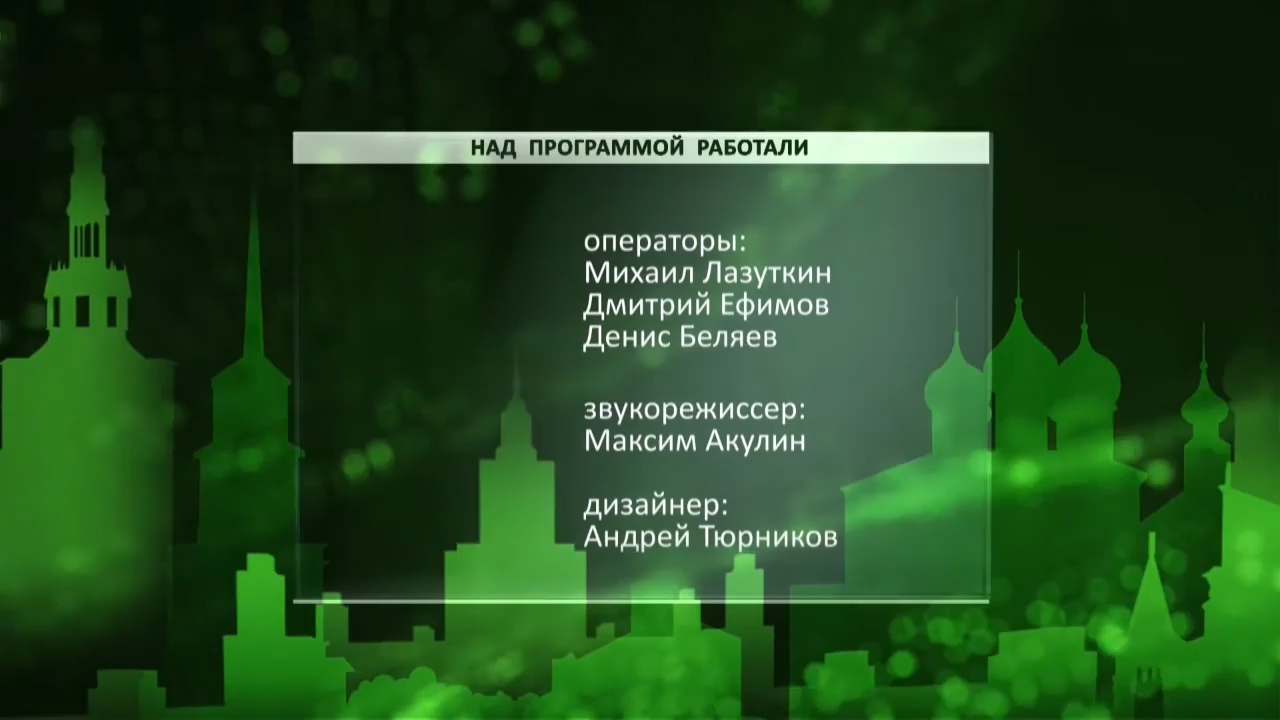 НАД ПРОГРАММОЙ РАБОТАЛИ
операторы:
Михаил Лазуткин
Дмитрий Ефимов
Денис Беляев
звукорежиссер:
Максим Акулин
дизайнер:
Андрей Тюрников